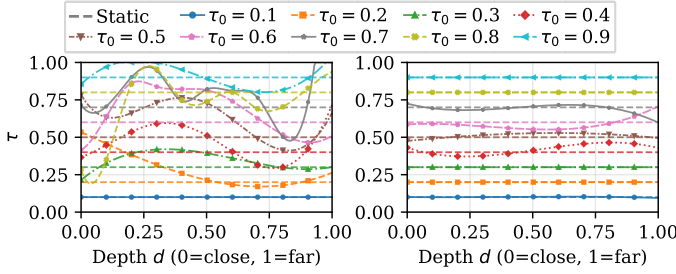 Static
τ₀ = 0.1
τ₀ = 0.2
τ₀ = 0.3
τ₀ = 0.4
τ₀ = 0.5
τ₀ = 0.6
τ₀ = 0.7
τ₀ = 0.8
τ₀ = 0.9
τ
1.00
0.75
0.50
0.25
0.00
0.00 0.25 0.50 0.75 1.00
Depth d (0=close, 1=far)
1.00
0.75
0.50
0.25
0.00
0.00 0.25 0.50 0.75 1.00
Depth d (0=close, 1=far)